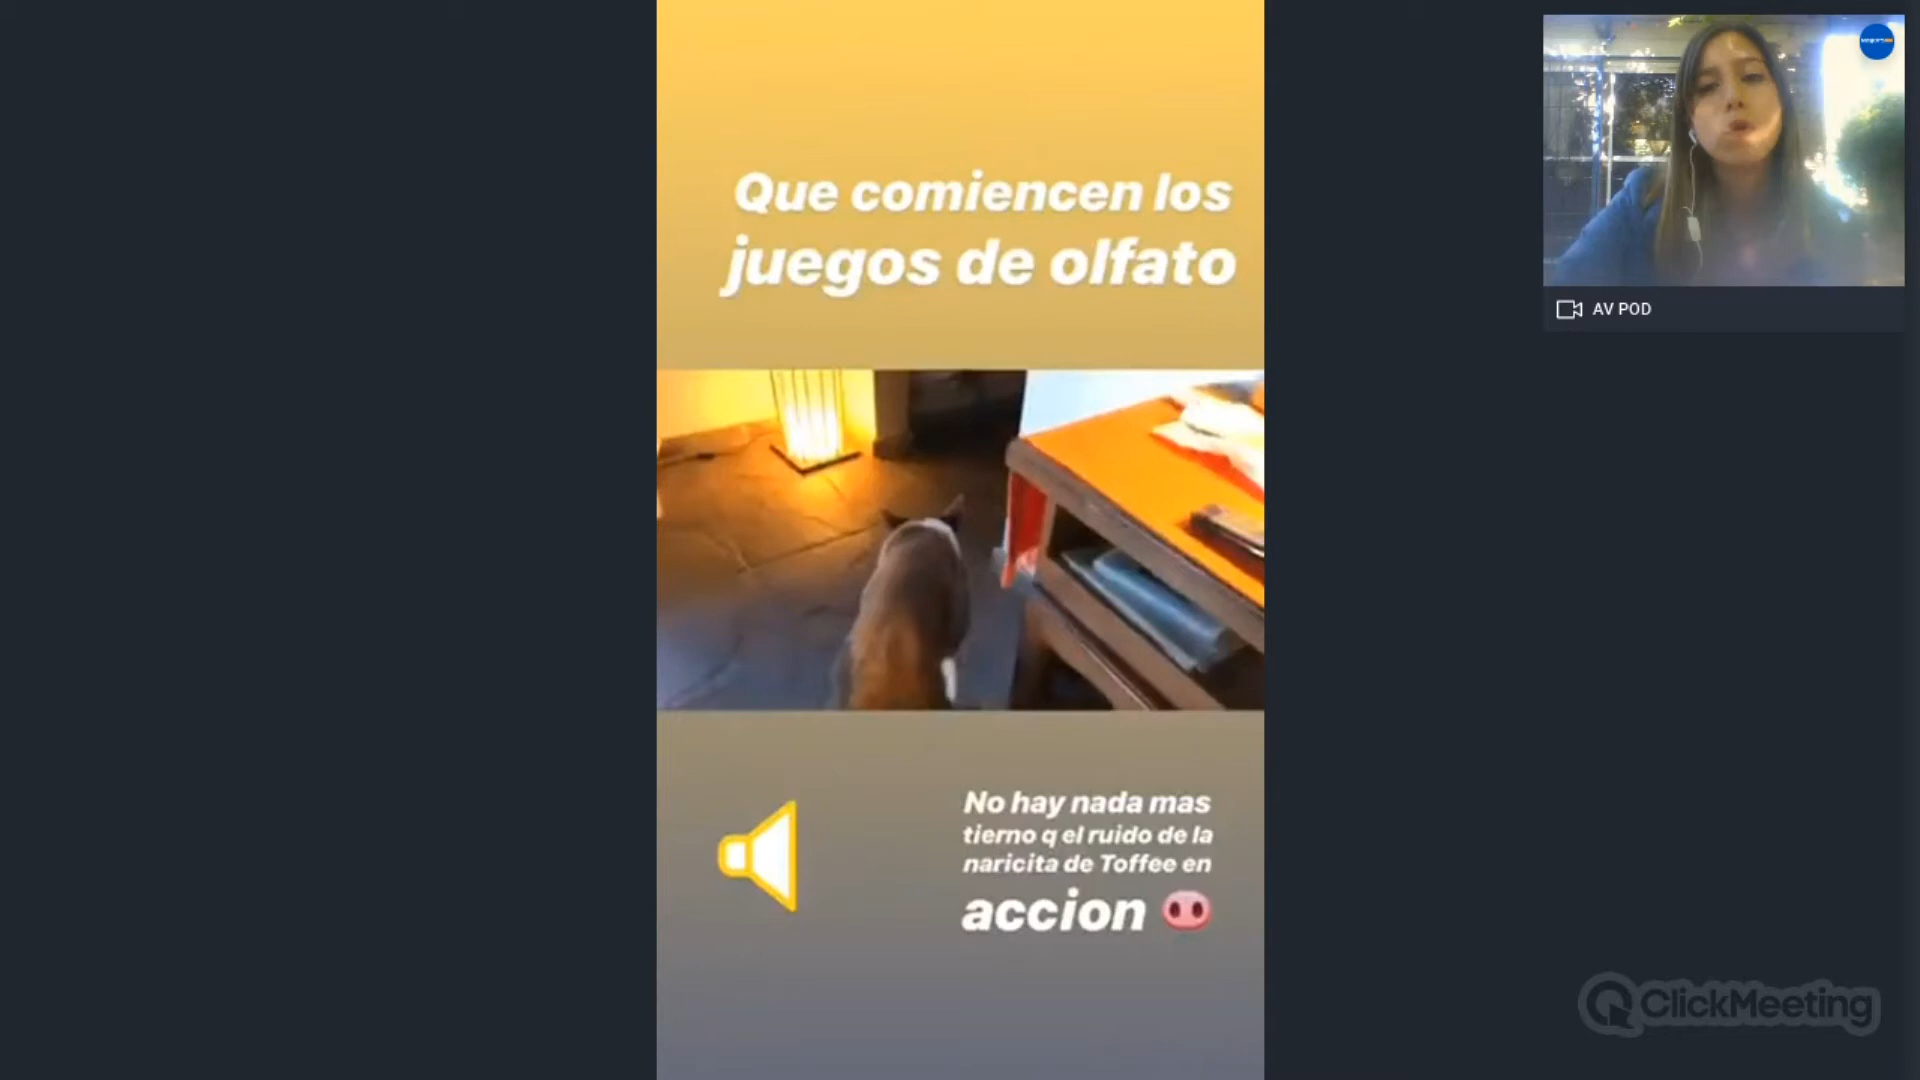 Que comiencen los
juegos de olfato
No hay nada mas
tierno q el ruido de la
naricita de Toffee en
accion
AV POD
ClickMeeting